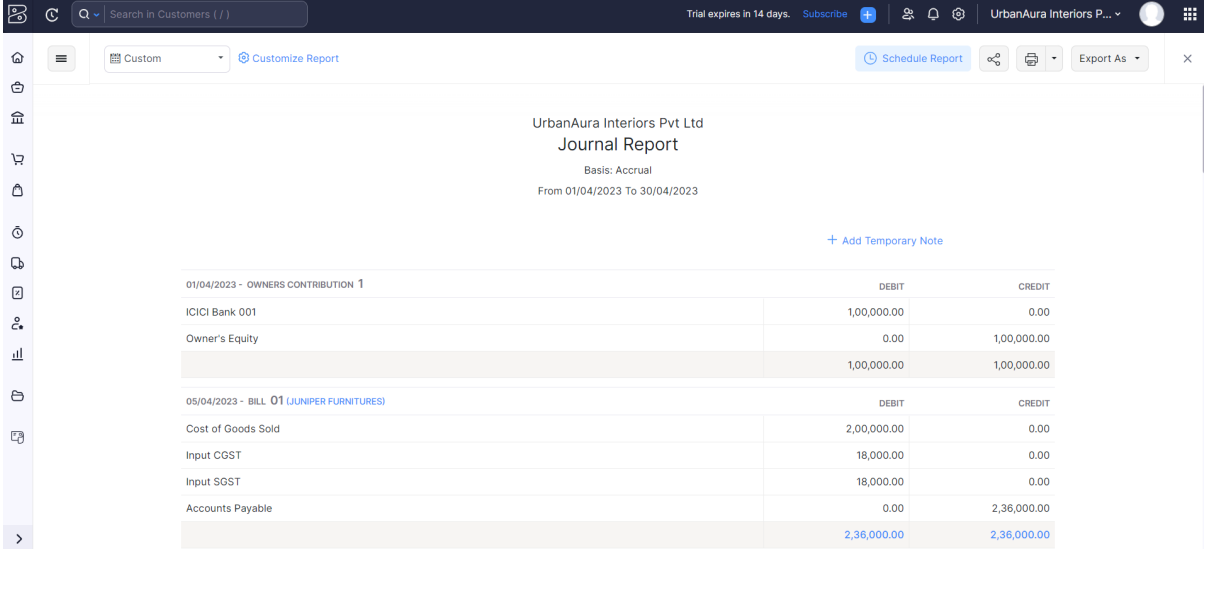 Search in Customers ( / )
Trial expires in 14 days. Subscribe
UrbanAura Interiors P...
Custom
Customize Report
Schedule Report
Export As
UrbanAura Interiors Pvt Ltd
Journal Report
Basis: Accrual
From 01/04/2023 To 30/04/2023
+ Add Temporary Note
01/04/2023 - OWNERS CONTRIBUTION 1 DEBIT CREDIT
ICICI Bank 001 1,00,000.00 0.00
Owner's Equity 0.00 1,00,000.00
1,00,000.00 1,00,000.00
05/04/2023 - BILL 01 (JUNIPER FURNITURES) DEBIT CREDIT
Cost of Goods Sold 2,00,000.00 0.00
Input CGST 18,000.00 0.00
Input SGST 18,000.00 0.00
Accounts Payable 0.00 2,36,000.00
2,36,000.00 2,36,000.00